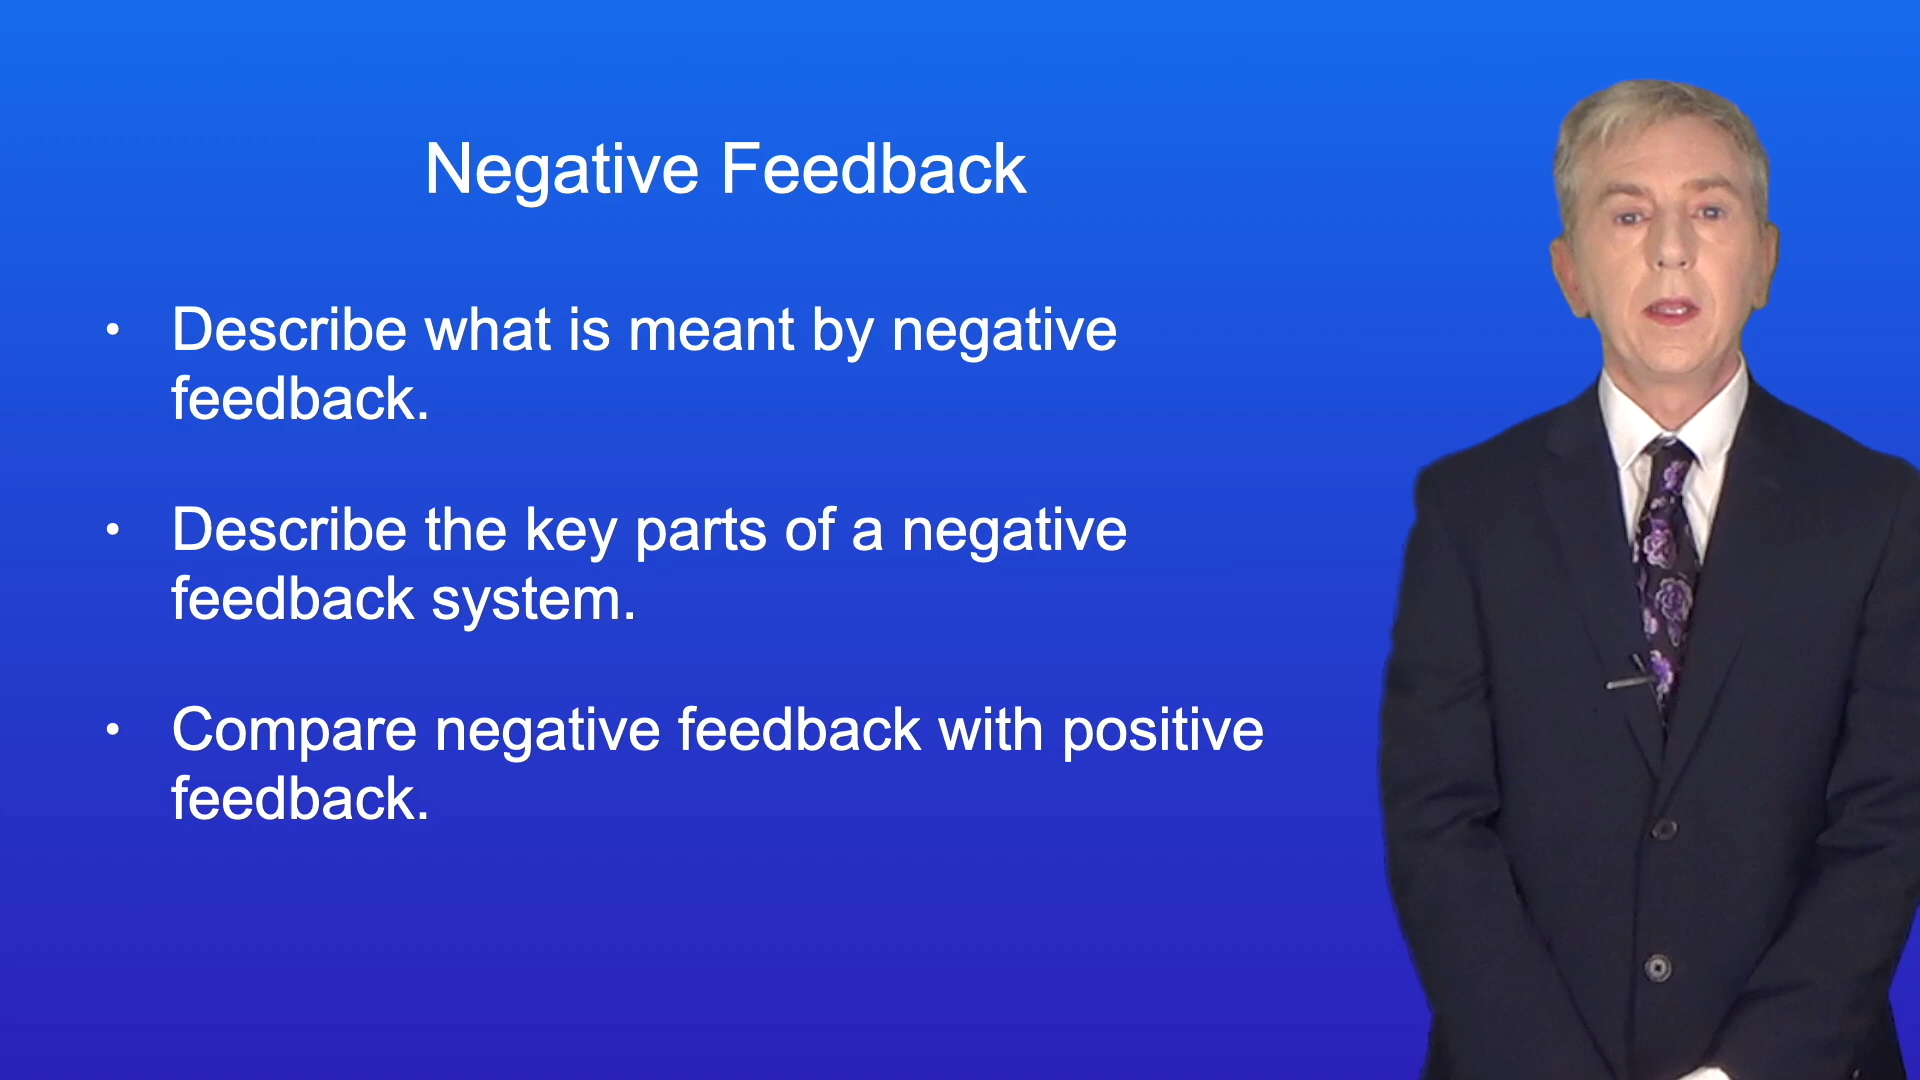 Negative Feedback
• Describe what is meant by negative
feedback.
• Describe the key parts of a negative
feedback system.
• Compare negative feedback with positive
feedback.